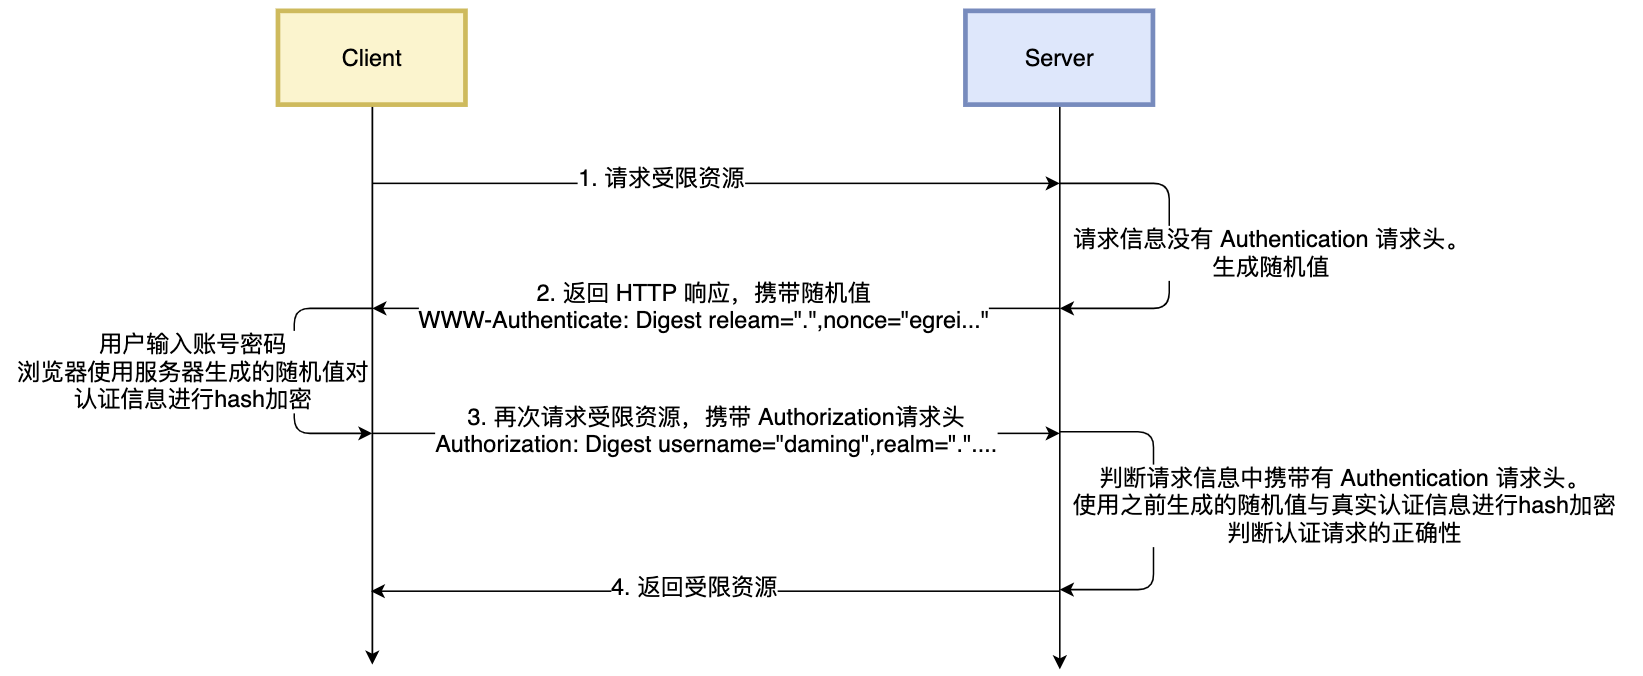 Client
Server
1. 请求受限资源
请求信息没有 Authentication 请求头。
生成随机值
2. 返回 HTTP 响应，携带随机值
WWW-Authenticate: Digest releam=".",nonce="egrei..."
用户输入账号密码
浏览器使用服务器生成的随机值对
认证信息进行hash加密
3. 再次请求受限资源，携带 Authorization请求头
Authorization: Digest username="daming",realm="."....
判断请求信息中携带有 Authentication 请求头。
使用之前生成的随机值与真实认证信息进行hash加密
判断认证请求的正确性
4. 返回受限资源